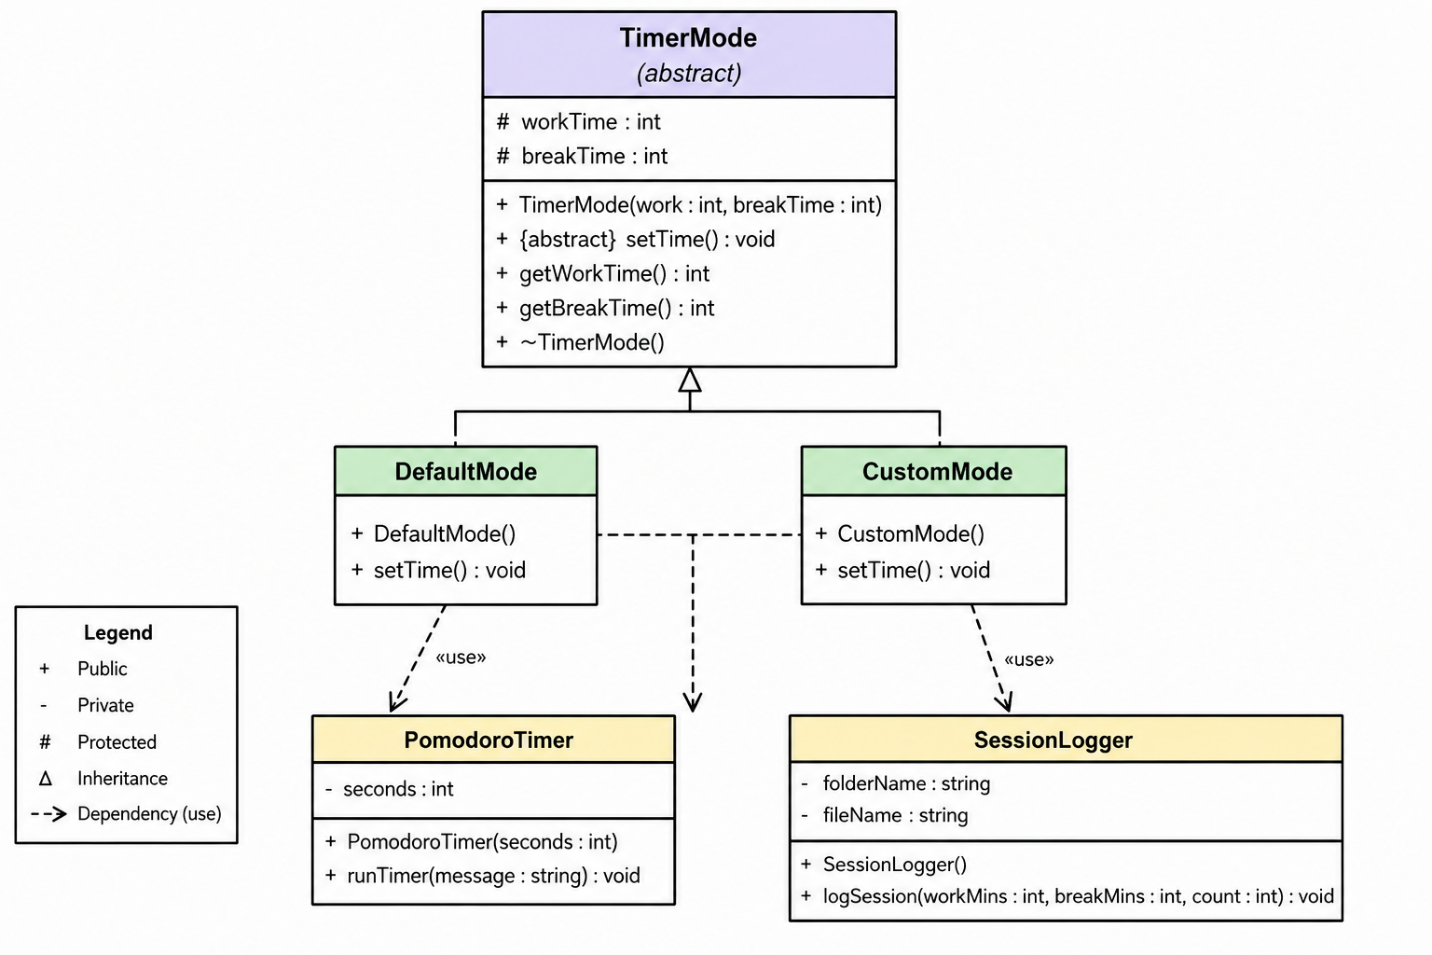 TimerMode
(abstract)
# workTime : int
# breakTime : int
+ TimerMode(work : int, breakTime : int)
+ {abstract} setTime() : void
+ getWorkTime() : int
+ getBreakTime() : int
+ ~TimerMode()
DefaultMode
+ DefaultMode()
+ setTime() : void
CustomMode
+ CustomMode()
+ setTime() : void
«use»
«use»
Legend
+ Public
- Private
# Protected
Inheritance
Dependency (use)
PomodoroTimer
- seconds : int
+ PomodoroTimer(seconds : int)
+ runTimer(message : string) : void
SessionLogger
- folderName : string
- fileName : string
+ SessionLogger()
+ logSession(workMins : int, breakMins : int, count : int) : void